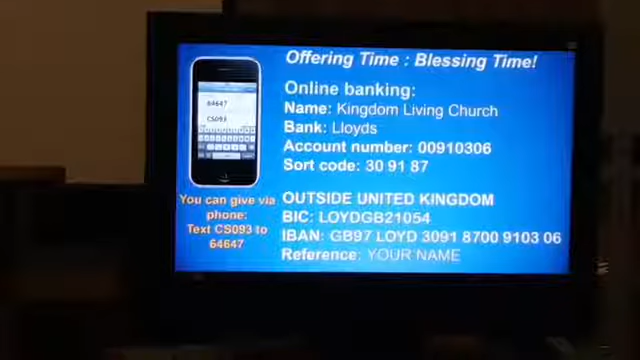 Offering Time : Blessing Time!
64647
CS093
Online banking:
Name: Kingdom Living Church
Bank: Lloyds
Account number: 00910306
Sort code: 30 91 87
You can give via
phone:
Text CS093 to
64647
OUTSIDE UNITED KINGDOM
BIC: LOYDGB21054
IBAN: GB97 LOYD 3091 8700 9103 06
Reference: YOUR NAME